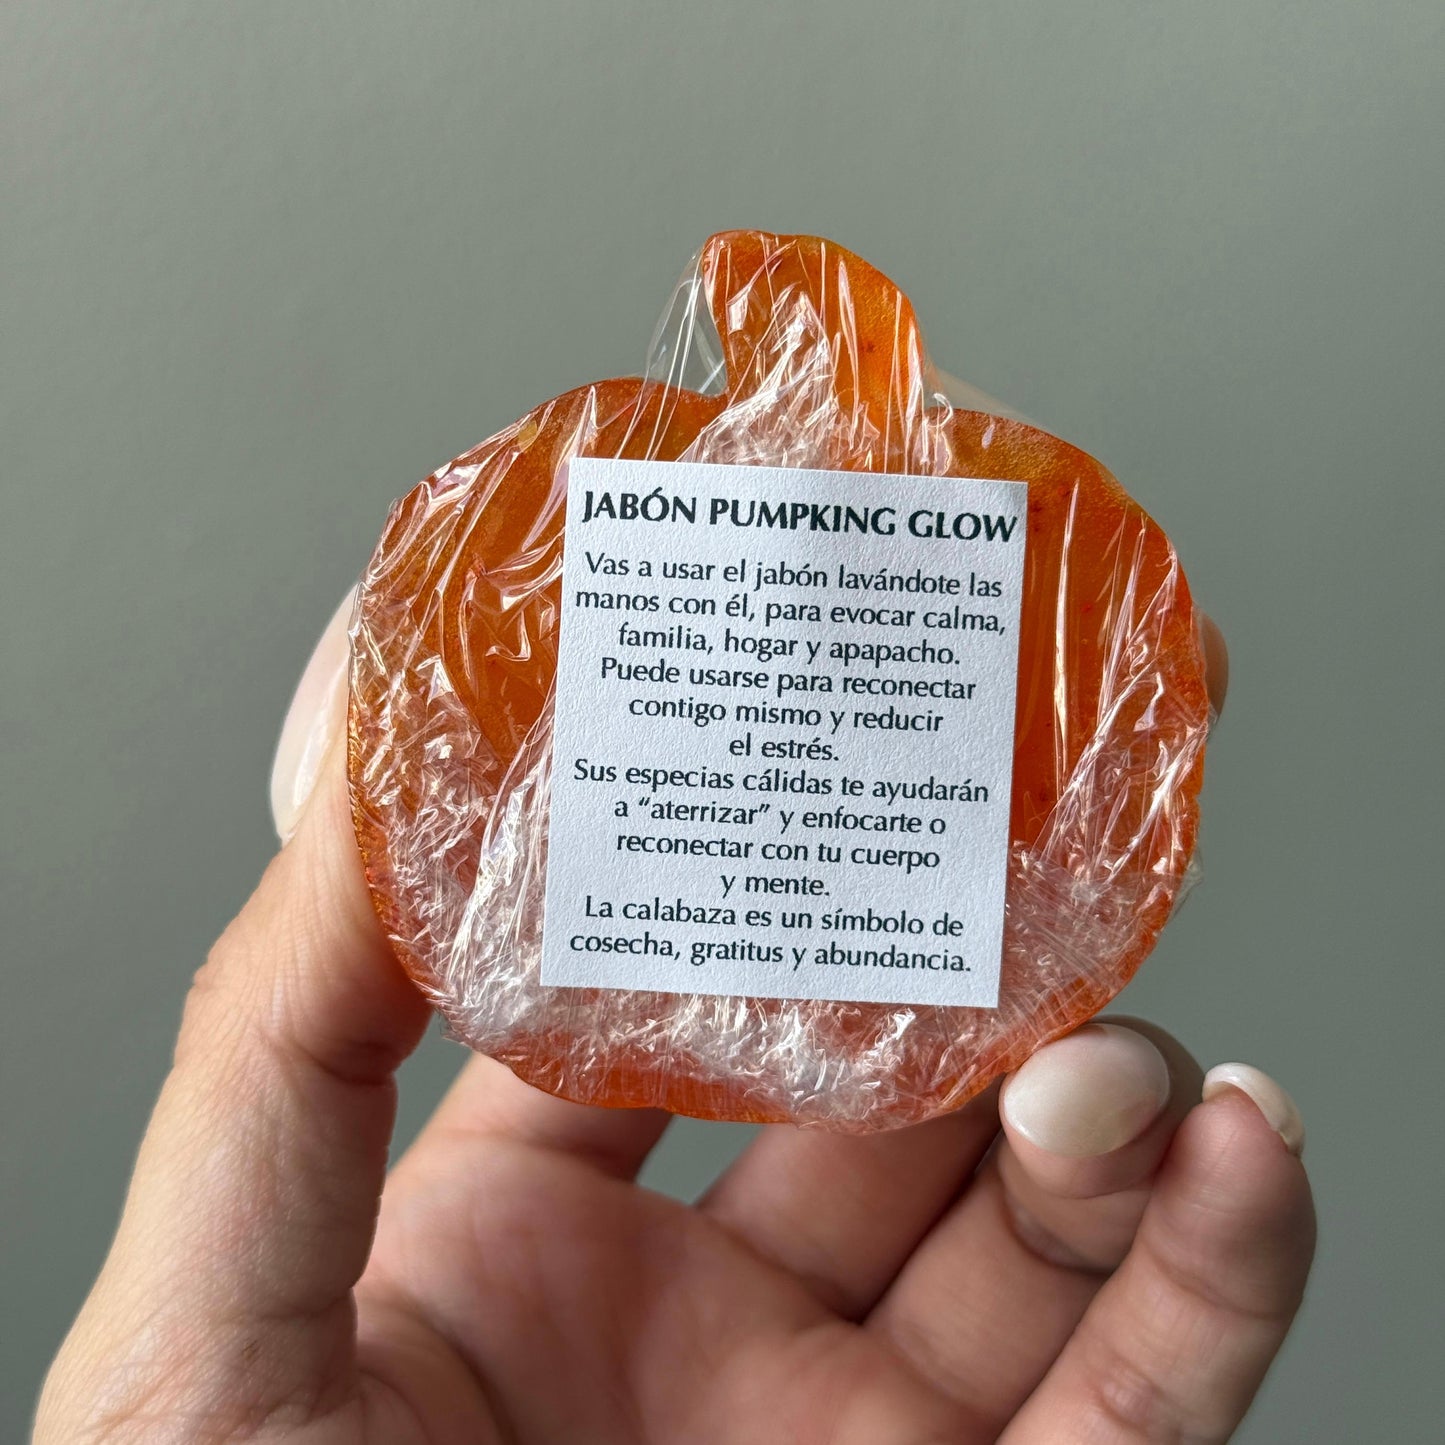 JABÓN PUMPKING GLOW
Vas a usar el jabón lavándote las
manos con él, para evocar calma,
familia, hogar y apapacho.
Puede usarse para reconectar
contigo mismo y reducir
el estrés.
Sus especias cálidas te ayudarán
a “aterrizar” y enfocarte o
reconectar con tu cuerpo
y mente.
La calabaza es un símbolo de
cosecha, gratitus y abundancia.